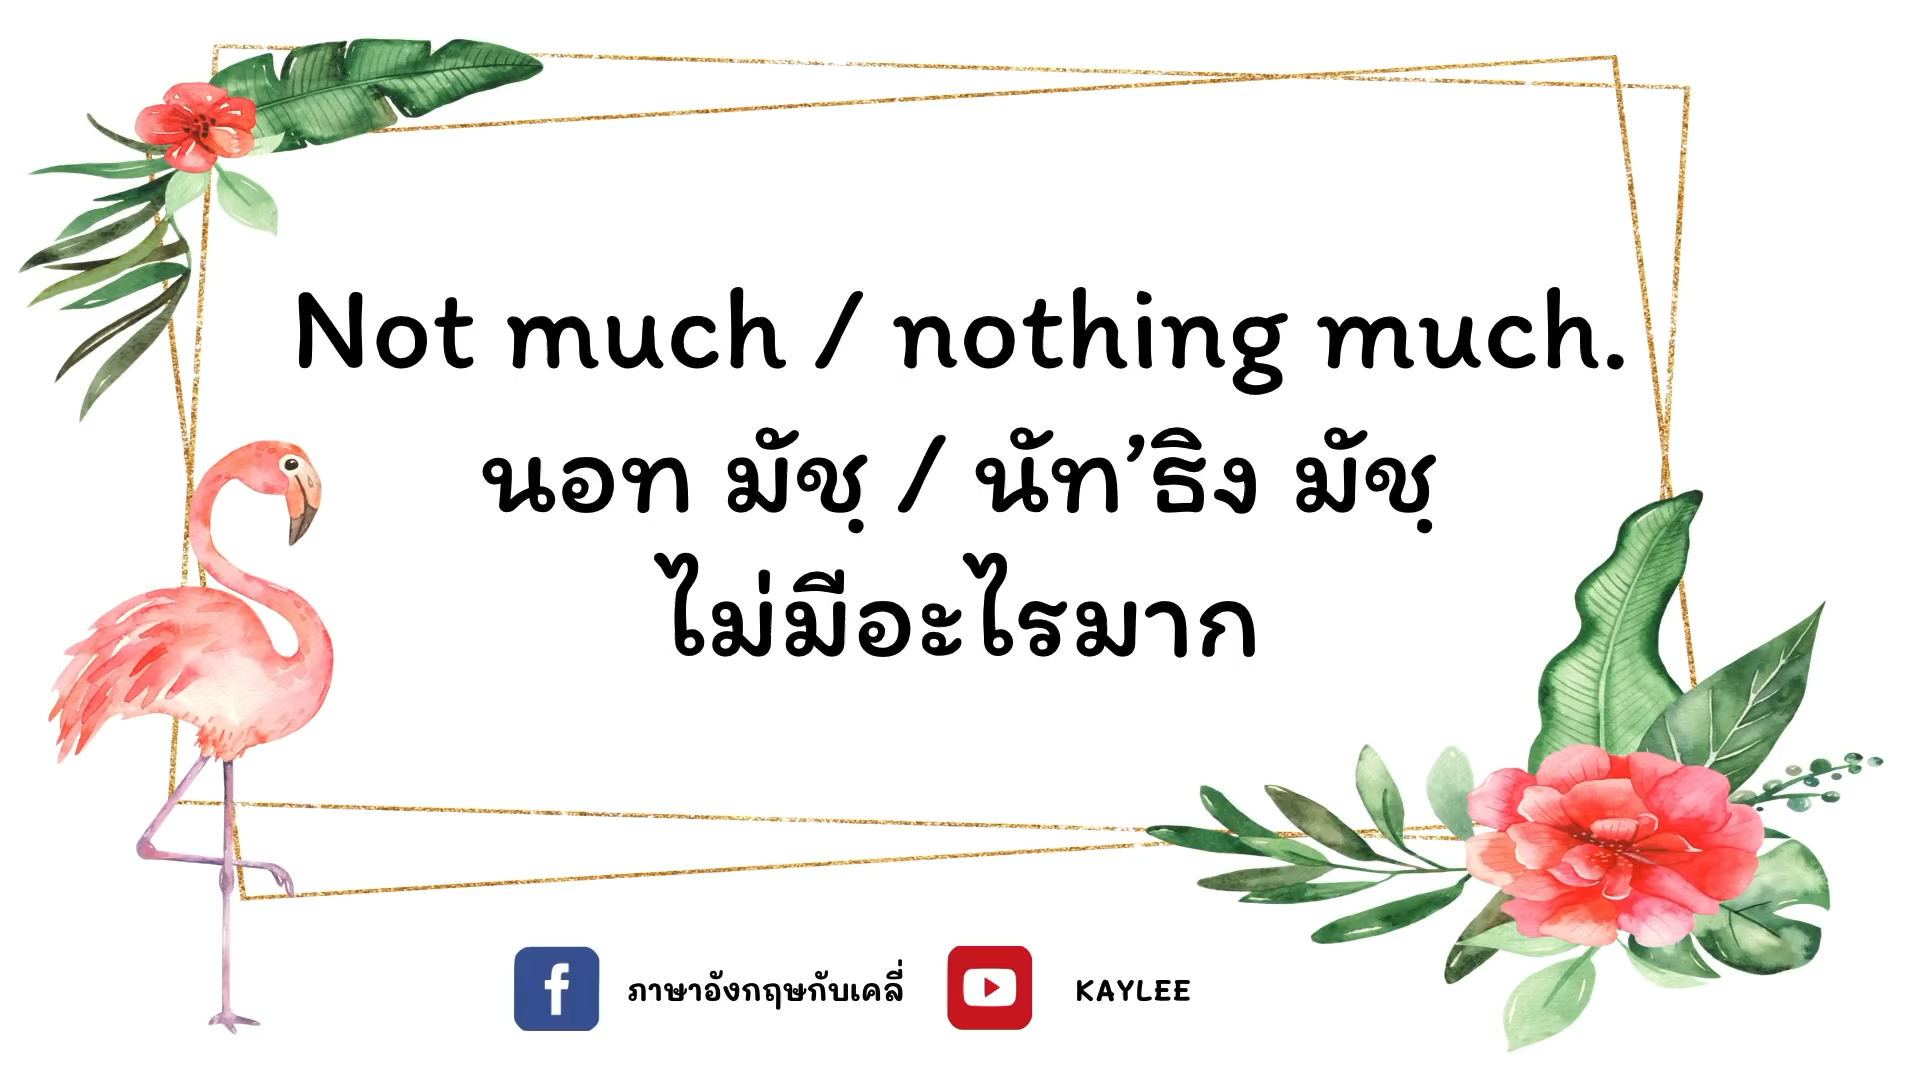 Not much / nothing much.
นอท มัชฺ / นัท’ธิง มัชฺ
ไม่มีอะไรมาก
ภาษาอังกฤษกับเคลี่ KAYLEE